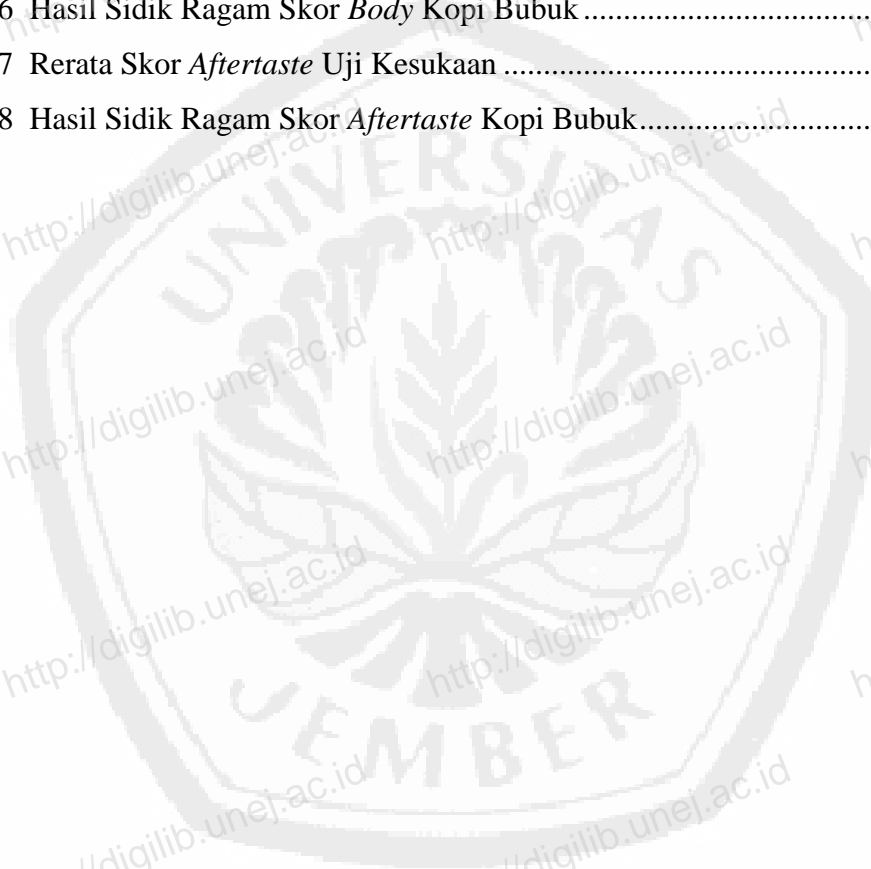 6 Hasil Sidik Ragam Skor Body Kopi Bubuk ....................................
7 Rerata Skor Aftertaste Uji Kesukaan ..............................................
8 Hasil Sidik Ragam Skor Aftertaste Kopi Bubuk.............................
UNIVERSITAS
http://digilib.unej.ac.id
http://digilib.unej.ac.id
http://digilib.unej.ac.id
http://digilib.unej.ac.id
http://digilib.unej.ac.id
http://digilib.unej.ac.id
JEMBER
//digilib.unej.ac.id
//digilib.unej.ac.id